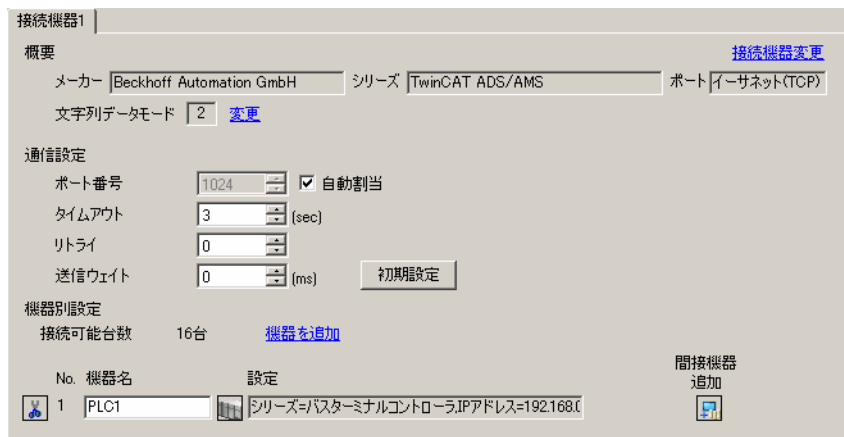 接続機器1
概要
接続機器変更
メーカー Beckhoff Automation GmbH シリーズ TwinCAT ADS/AMS ポート イーサネット(TCP)
文字列データモード 2 変更
通信設定
ポート番号 1024 自動割当
タイムアウト 3 (sec)
リトライ 0
送信ウェイト 0 (ms) 初期設定
機器別設定
接続可能台数 16台 機器を追加
間接機器
追加
No. 機器名 設定
1 PLC1 シリーズ=バスターミナルコントローラ,IPアドレス=192.168.0